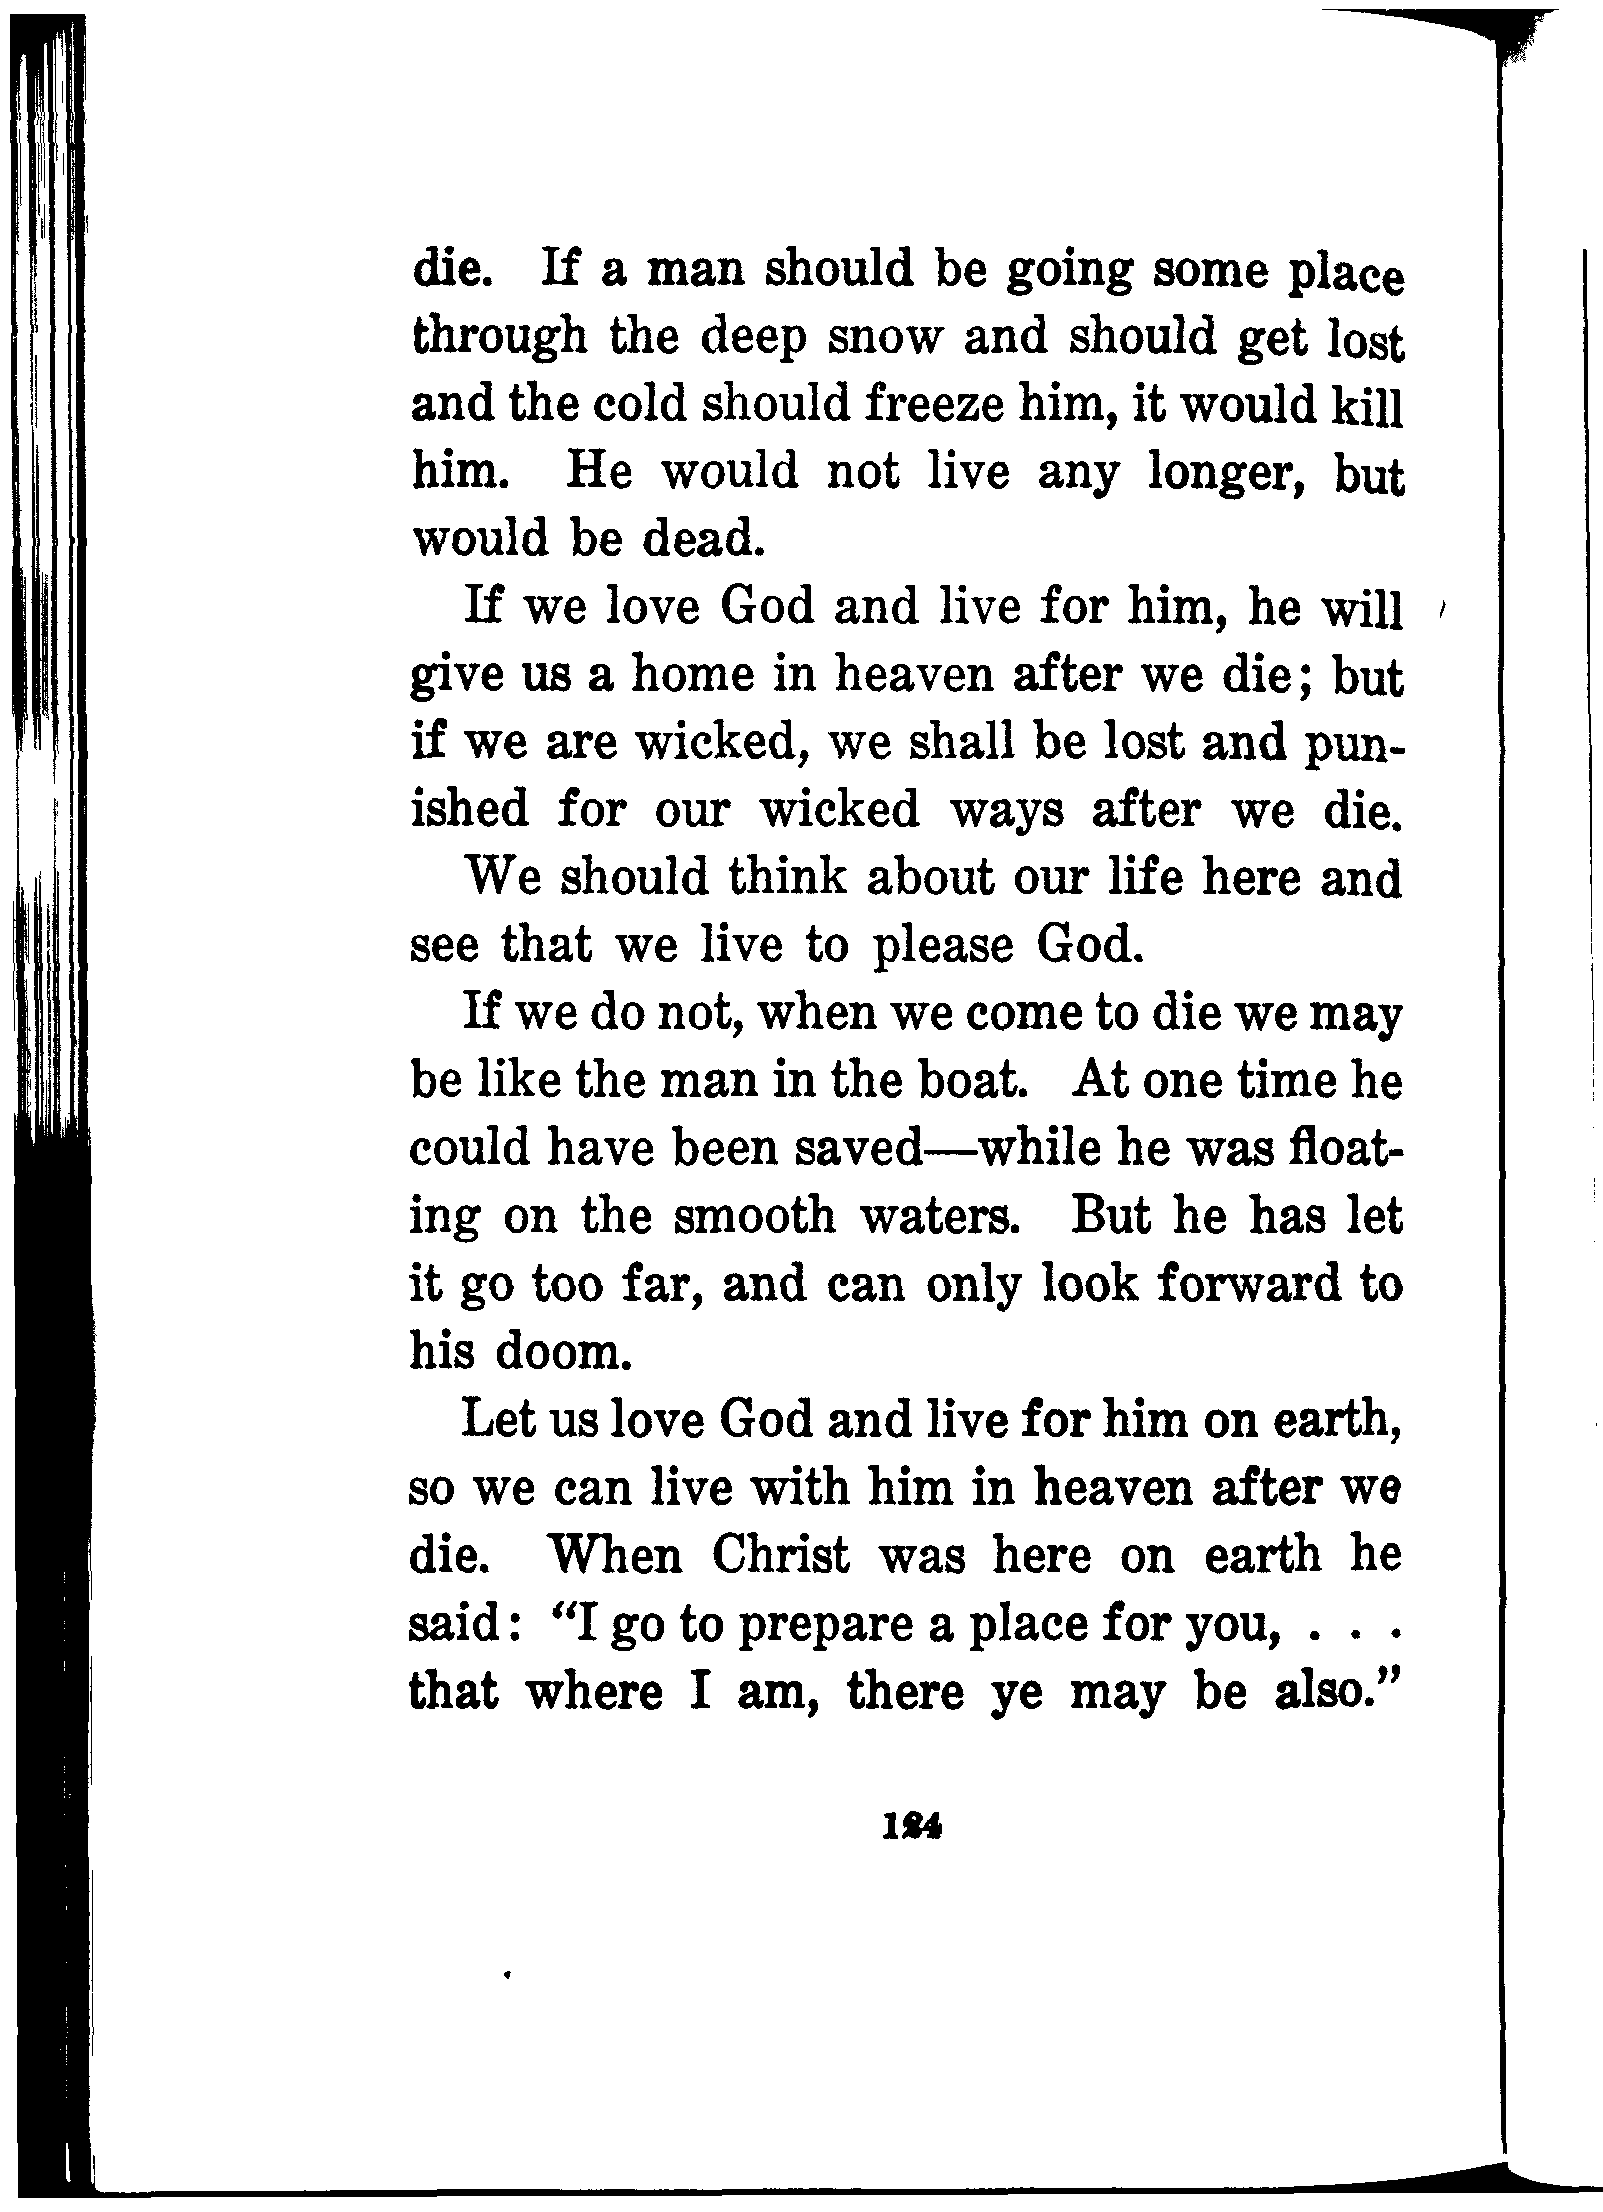 die. If a man should be going some place
through the deep snow and should get lost
and the cold should freeze him, it would kill
him. He would not live any longer, but
would be dead.
If we love God and live for him, he will
give us a home in heaven after we die; but
if we are wicked, we shall be lost and pun-
ished for our wicked ways after we die.
We should think about our life here and
see that we live to please God.
If we do not, when we come to die we may
be like the man in the boat. At one time he
could have been saved—while he was float-
ing on the smooth waters. But he has let
it go too far, and can only look forward to
his doom.
Let us love God and live for him on earth,
so we can live with him in heaven after we
die. When Christ was here on earth he
said: “I go to prepare a place for you, . . .
that where I am, there ye may be also.”
124